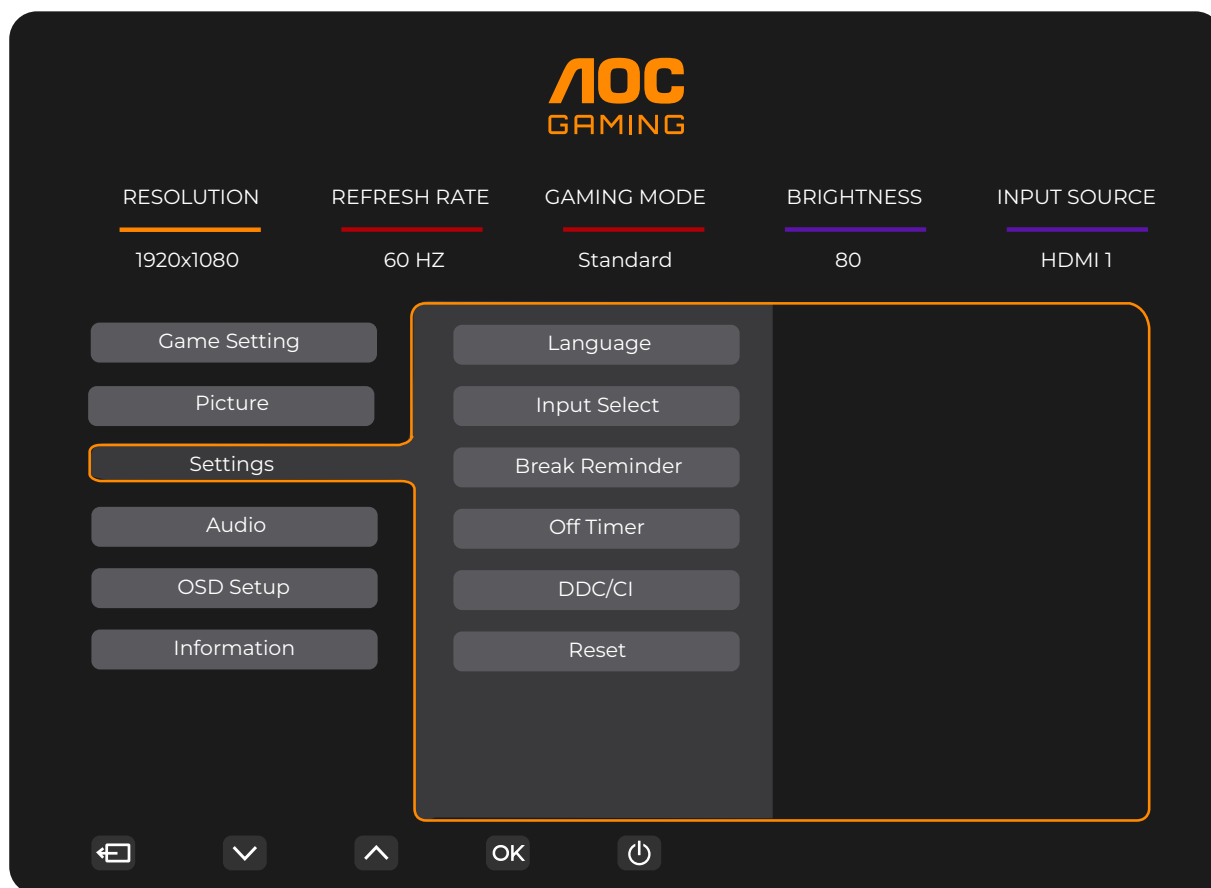 AOC
GAMING
RESOLUTION REFRESH RATE GAMING MODE BRIGHTNESS INPUT SOURCE
1920x1080 60 HZ Standard 80 HDMI 1
Game Setting Language
Picture Input Select
Settings Break Reminder
Audio Off Timer
OSD Setup DDC/CI
Information Reset
OK